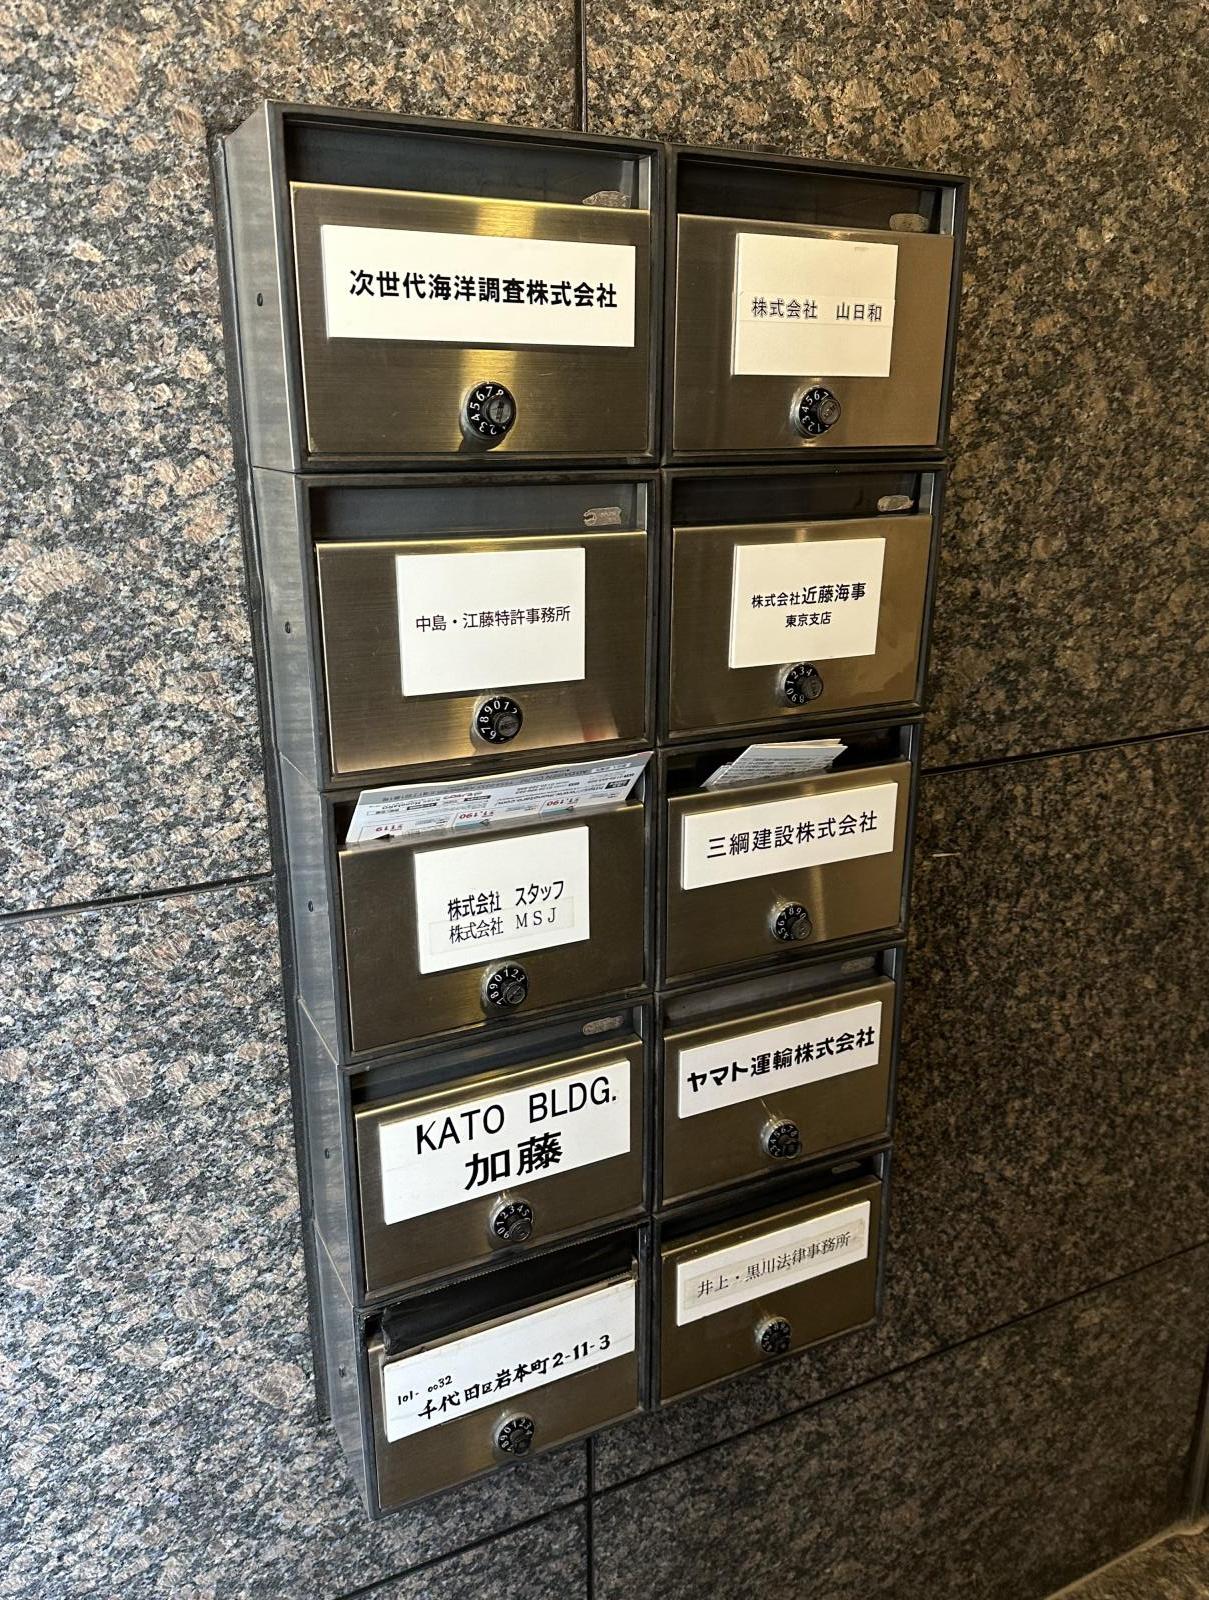 次世代海洋調査株式会社
株式会社 山日和
中島・江藤特許事務所
株式会社近藤海事
東京支店
株式会社 スタッフ
株式会社 MSJ
三綱建設株式会社
KATO BLDG.
加藤
ヤマト運輸株式会社
101-0032
千代田区岩本町2-11-3
井上・黒川法律事務所